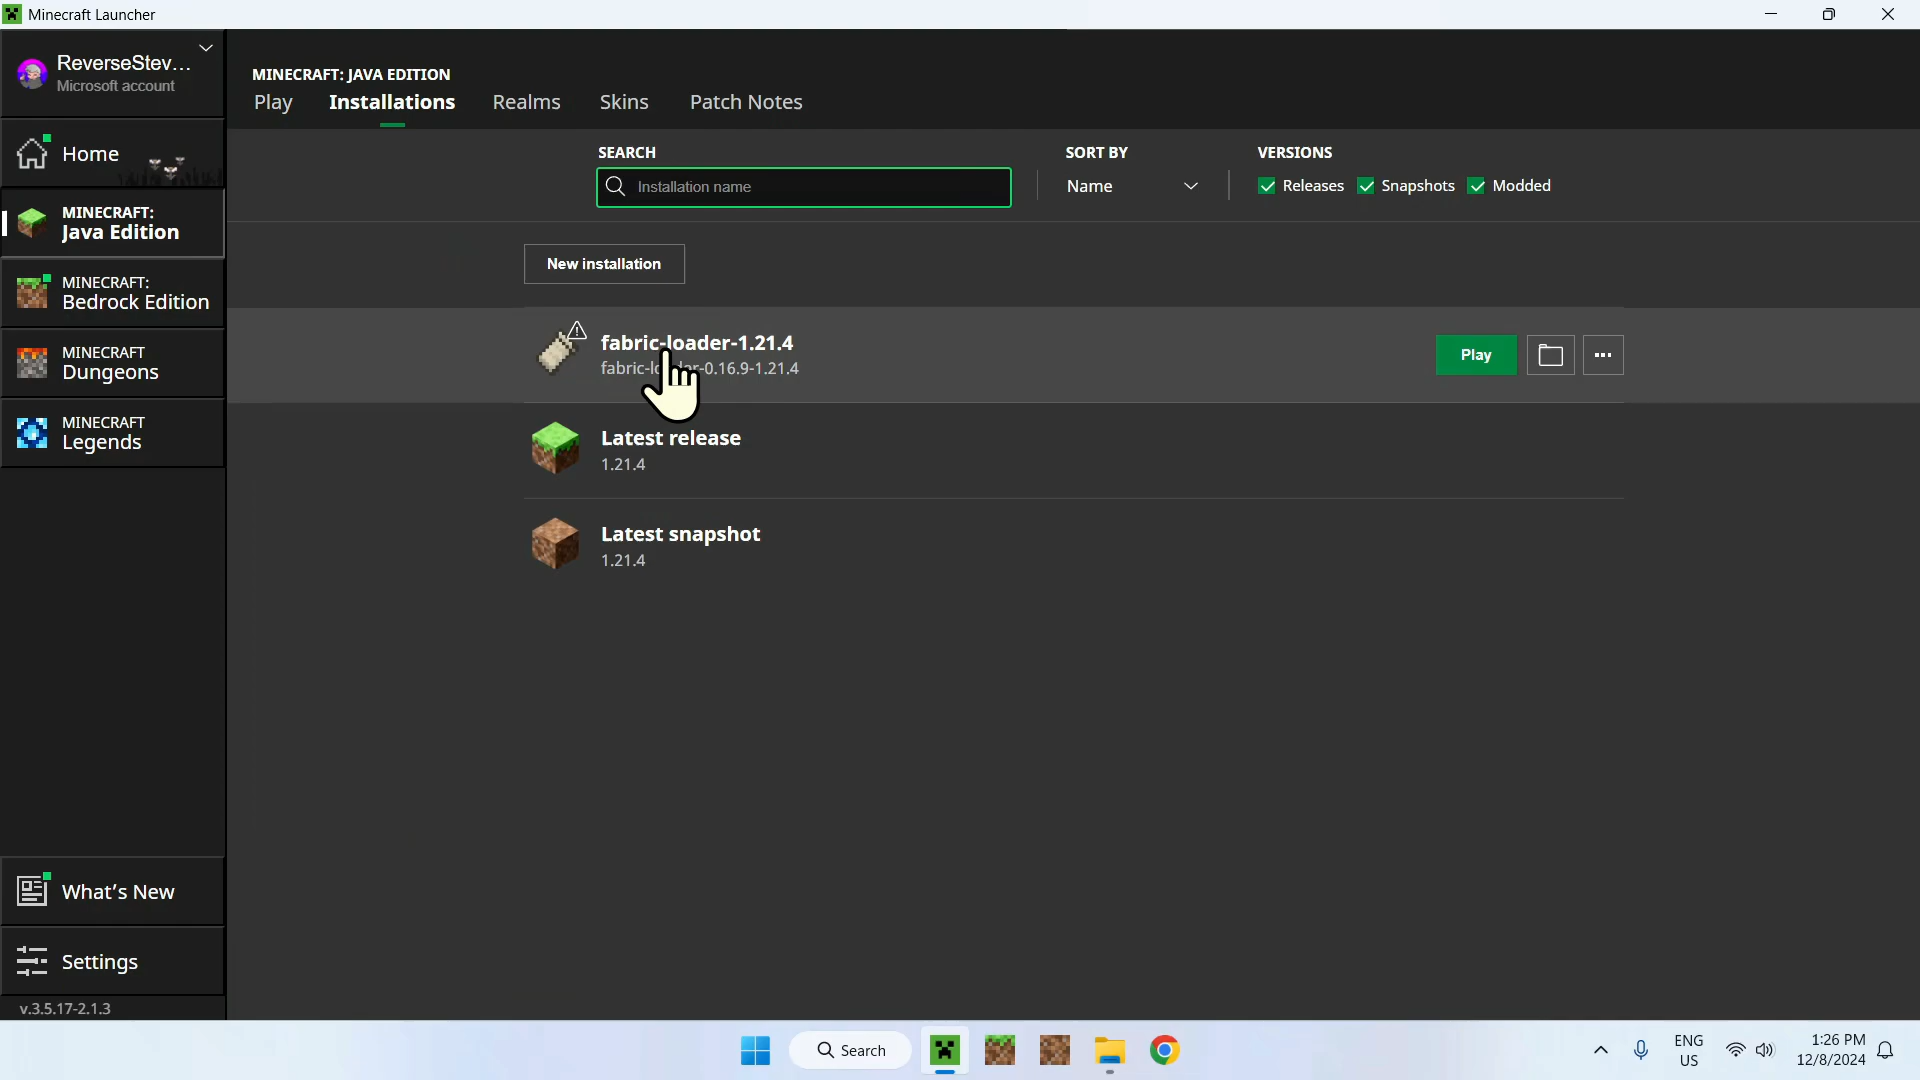 Minecraft Launcher
ReverseStev...
Microsoft account
MINECRAFT: JAVA EDITION
Play Installations Realms Skins Patch Notes
Home
MINECRAFT:
Java Edition
MINECRAFT:
Bedrock Edition
MINECRAFT
Dungeons
MINECRAFT
Legends
SEARCH
Installation name
SORT BY
Name
VERSIONS
Releases Snapshots Modded
New installation
fabric-loader-1.21.4
-0.16.9-1.21.4
Play
Latest release
1.21.4
Latest snapshot
1.21.4
What's New
Settings
v.3.5.17-2.1.3
Search
ENG
US
1:26 PM
12/8/2024